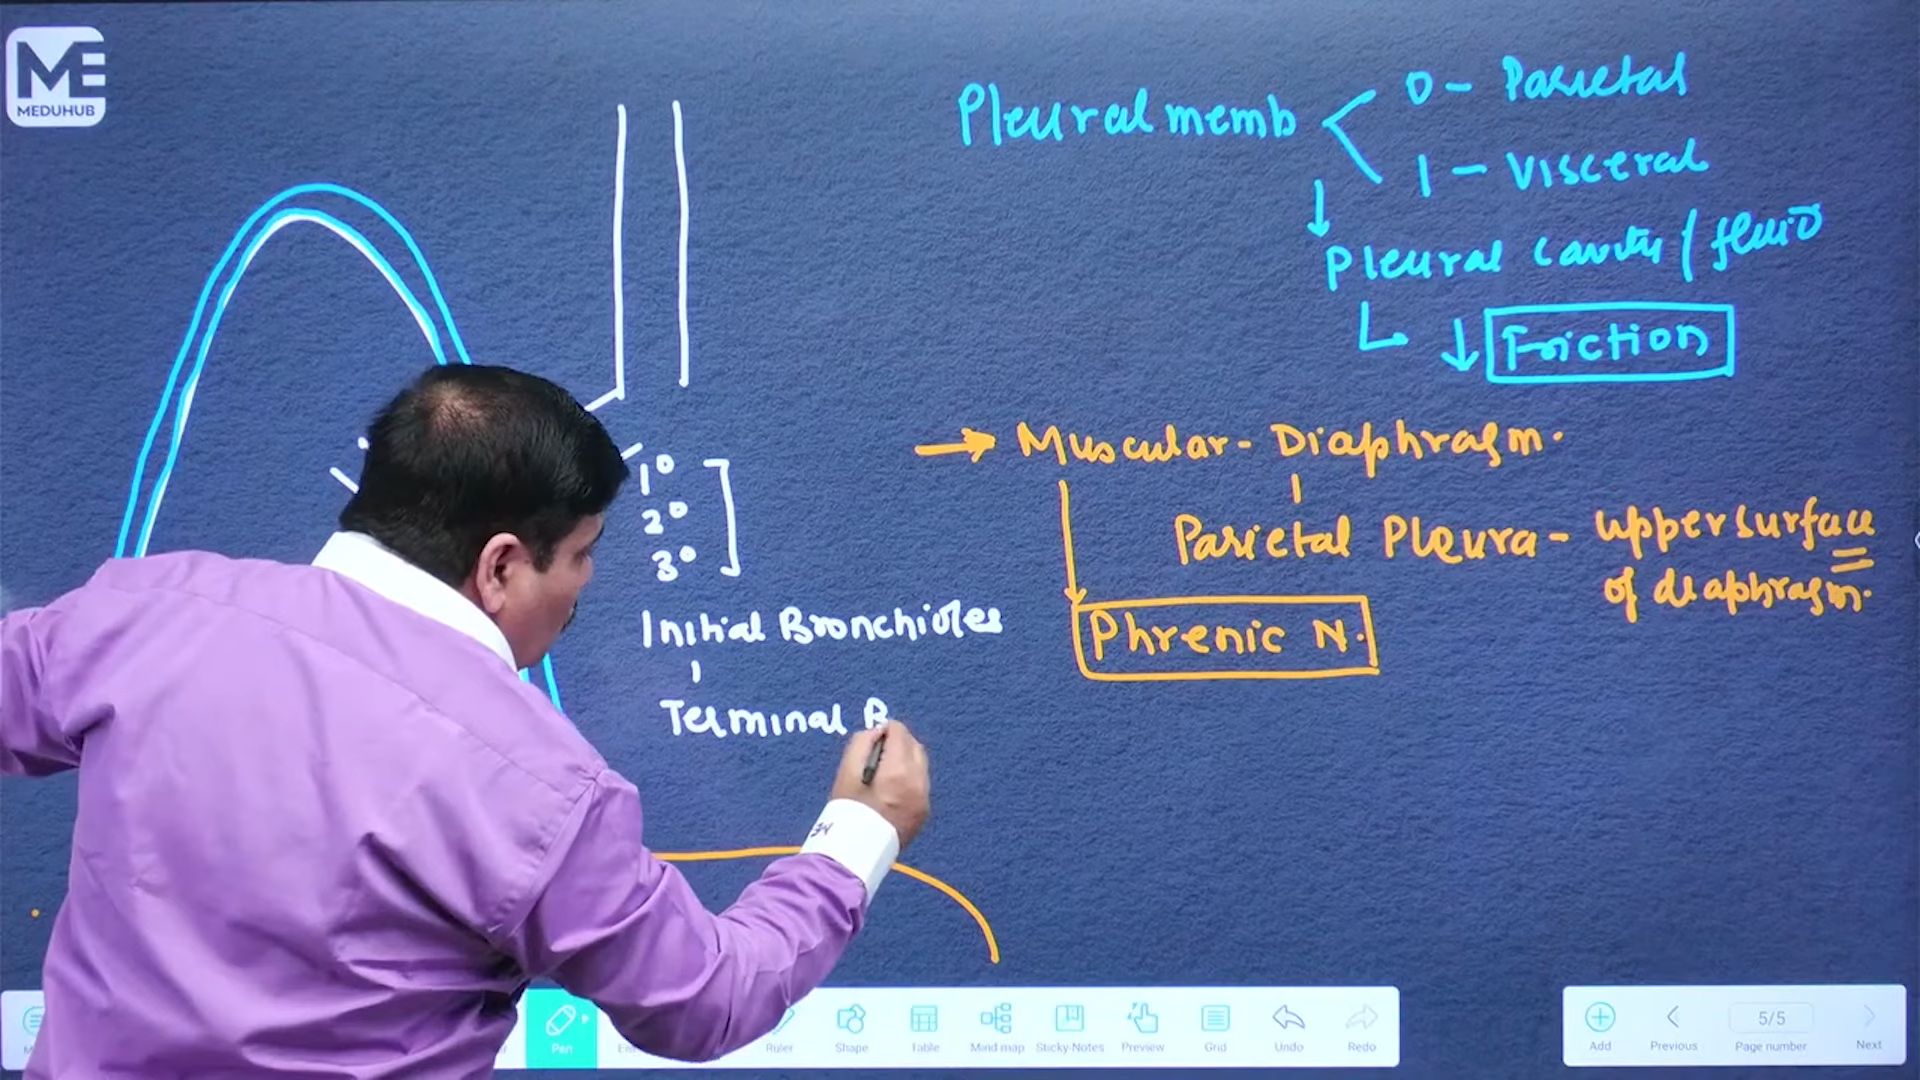 ME
MEDUHUB
Pleural memb
O - Parietal
I - Visceral
Pleural cavity / fluid
↓ Friction
→ Muscular - Diaphragm.
Parietal Pleura - upper surface
of diaphragm.
Phrenic N.
1°
2°
3°
Initial Bronchioles
Terminal B
Pen
Ruler
Shape
Table
Mind map
Sticky-Notes
Preview
Grid
Undo
Redo
Add
Previous
5/5
Page number
Next